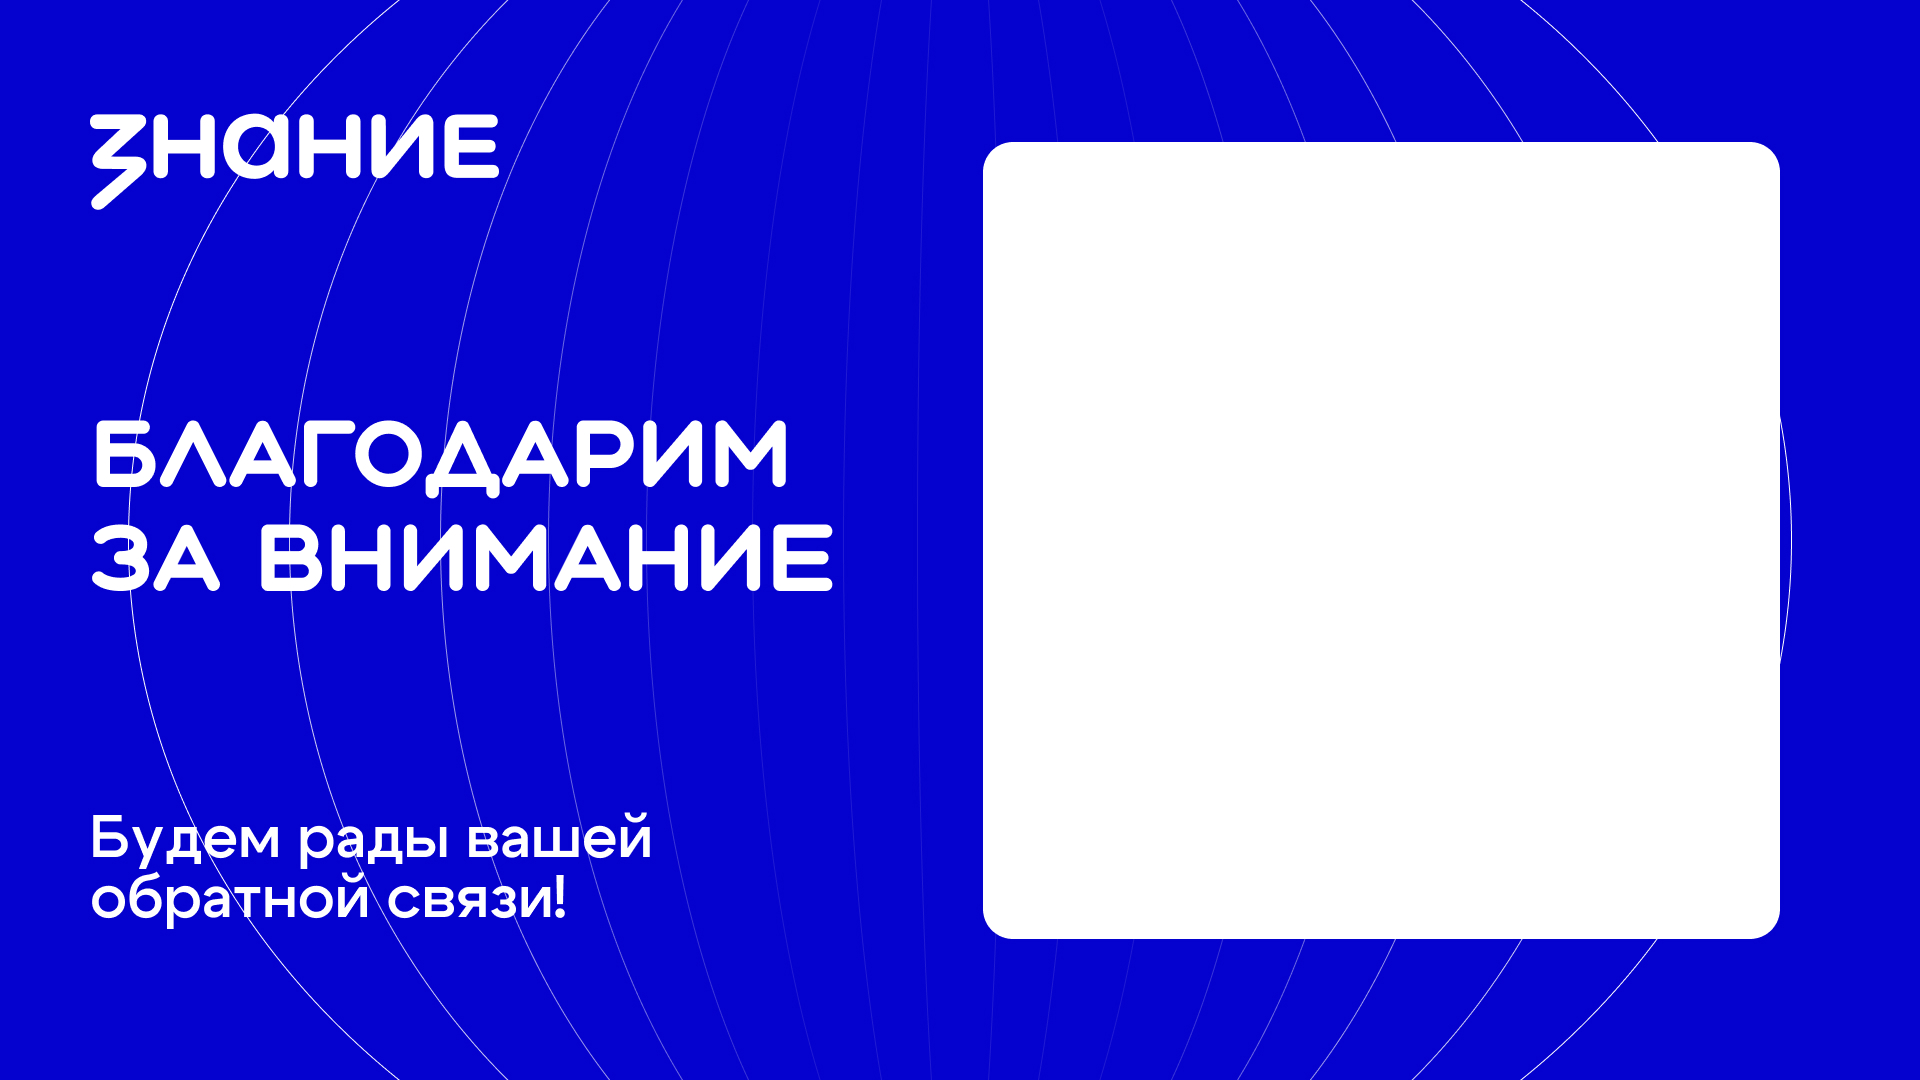 ЗНАНИЕ
БЛАГОДАРИМ
ЗА ВНИМАНИЕ
Будем рады вашей
обратной связи!